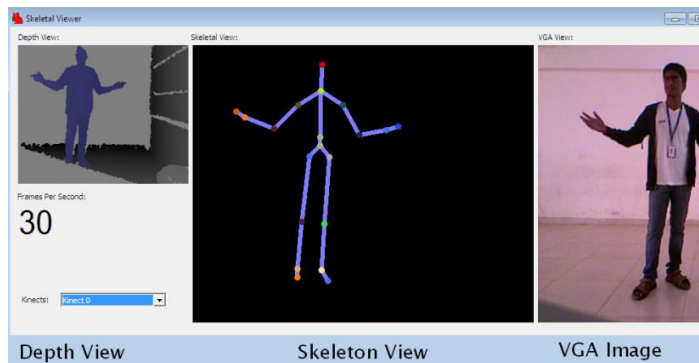 Skeletal Viewer
Depth View:
Skeletal View:
VGA View:
Frames Per Second:
30
Kinects:
Kinect 0
Depth View
Skeleton View
VGA Image